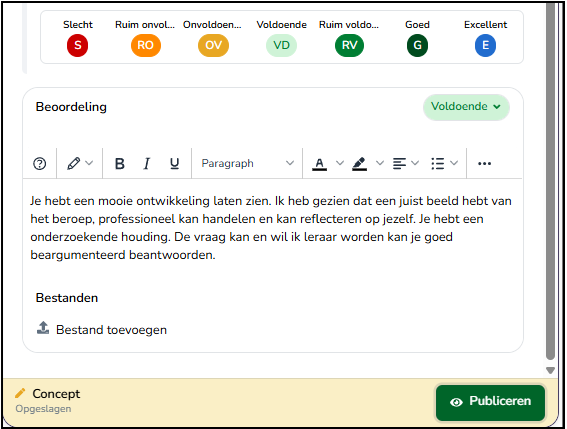 Slecht Ruim onvol... Onvoldoen... Voldoende Ruim voldo... Goed Excellent
S RO OV VD RV G E
Beoordeling Voldoende
B I U Paragraph A
Je hebt een mooie ontwikkeling laten zien. Ik heb gezien dat een juist beeld hebt van
het beroep, professioneel kan handelen en kan reflecteren op jezelf. Je hebt een
onderzoekende houding. De vraag kan en wil ik leraar worden kan je goed
beargumenteerd beantwoorden.
Bestanden
Bestand toevoegen
Concept
Opgeslagen
Publiceren